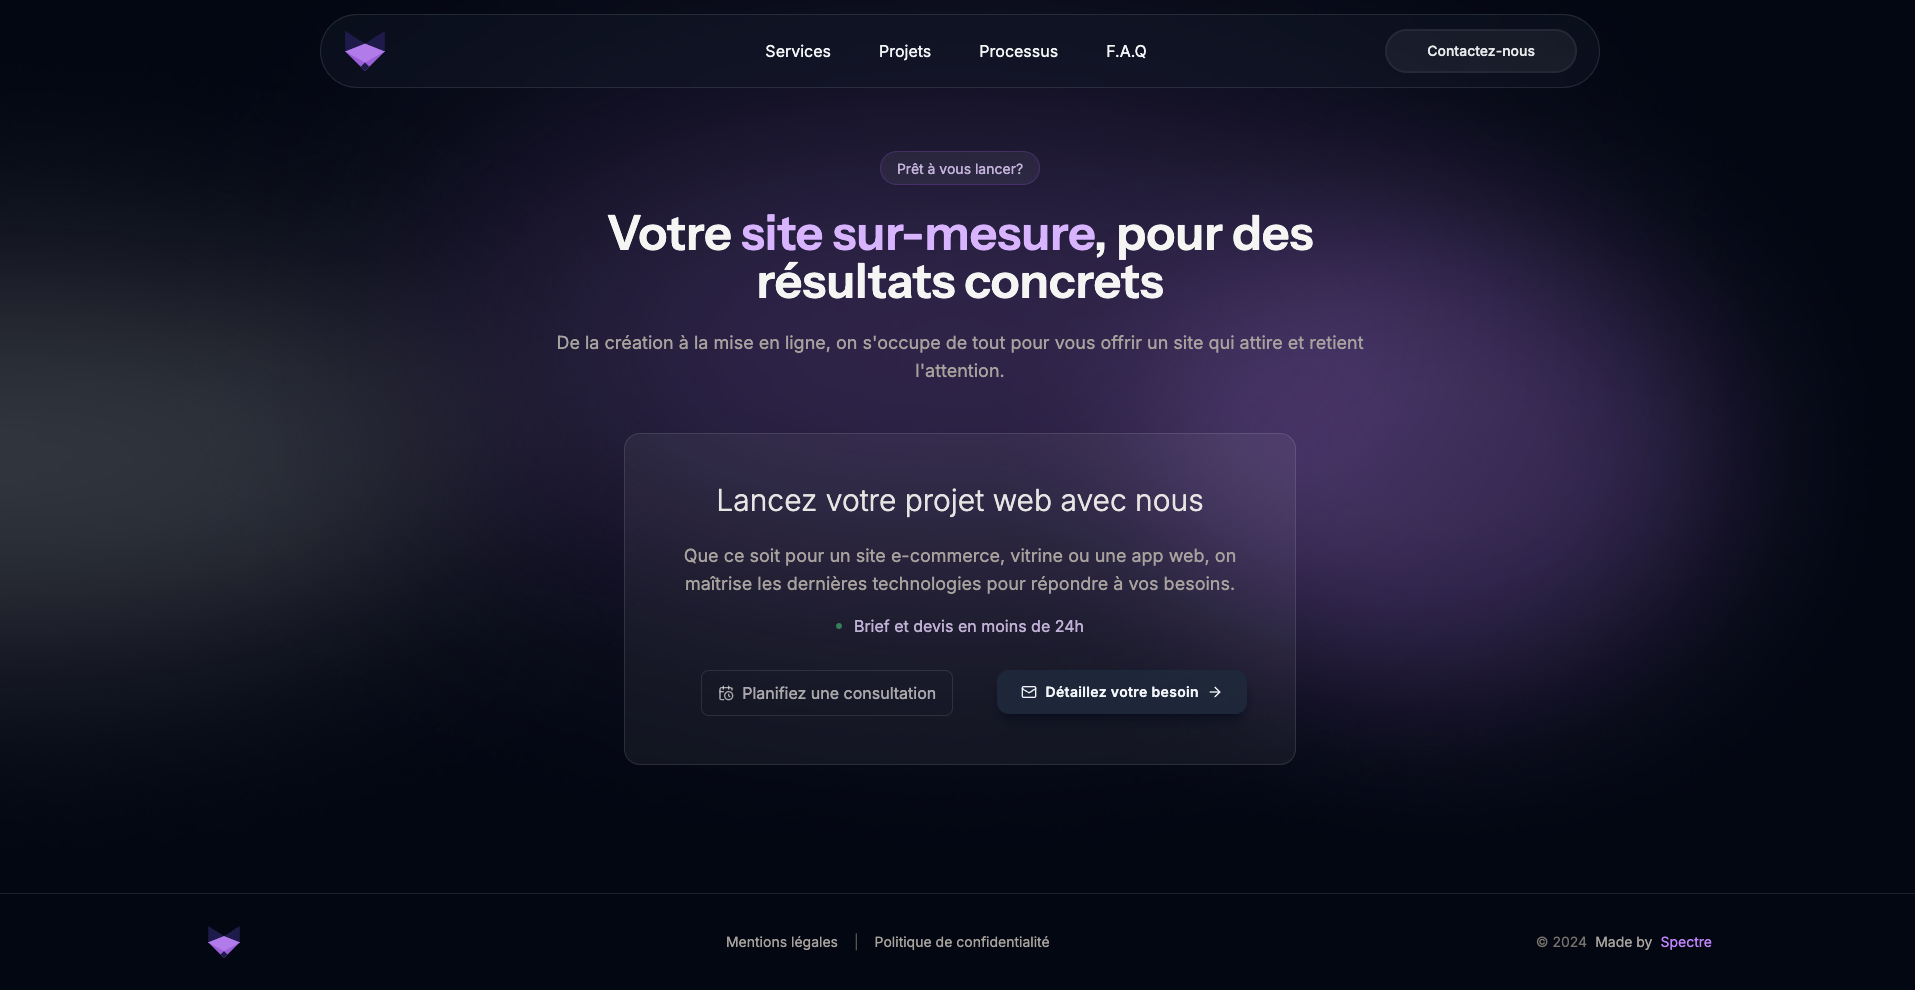 Services
Projets
Processus
F.A.Q
Contactez-nous
Prêt à vous lancer?
Votre site sur-mesure, pour des
résultats concrets
De la création à la mise en ligne, on s'occupe de tout pour vous offrir un site qui attire et retient
l'attention.
Lancez votre projet web avec nous
Que ce soit pour un site e-commerce, vitrine ou une app web, on
maîtrise les dernières technologies pour répondre à vos besoins.
Brief et devis en moins de 24h
Planifiez une consultation
Détaillez votre besoin
Mentions légales
Politique de confidentialité
© 2024 Made by Spectre